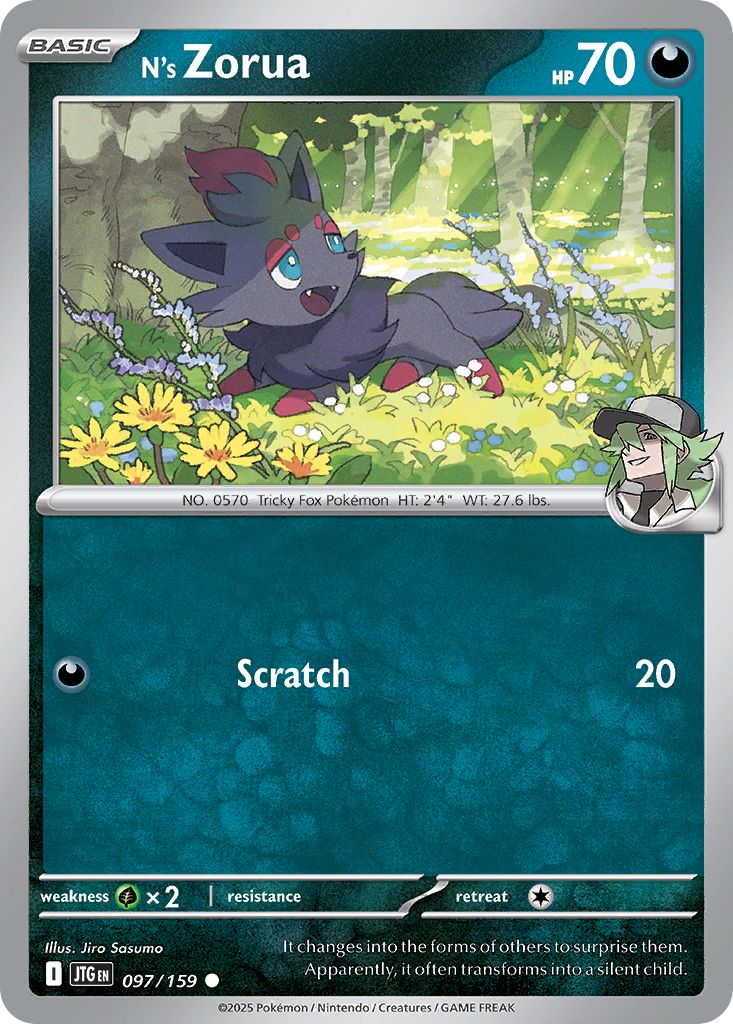 BASIC
N's Zorua
HP 70
NO. 0570 Tricky Fox Pokémon HT: 2'4" WT: 27.6 lbs.
Scratch 20
weakness × 2 resistance retreat
Illus. Jiro Sasumo
It changes into the forms of others to surprise them.
Apparently, it often transforms into a silent child.
I JTG EN 097/159
©2025 Pokémon / Nintendo / Creatures / GAME FREAK